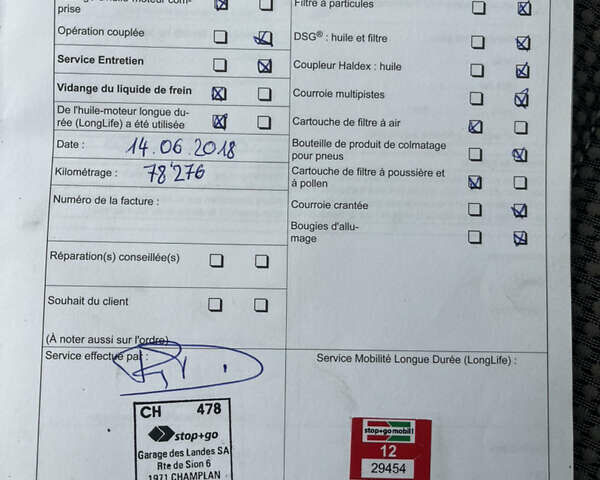 prise
Opération couplée
Service Entretien
Vidange du liquide de frein
De l'huile-moteur longue du-
rée (LongLife) a été utilisée
Date : 14.06.2018
Kilométrage : 78'276
Numéro de la facture :
Réparation(s) conseillée(s)
Souhait du client
(À noter aussi sur l'ordre)
Service effectué par :
CH 478
stop+go
Garage des Landes SA
Rte de Sion 6
1971 CHAMPLAN
Filtre à particules
DSG® : huile et filtre
Coupleur Haldex : huile
Courroie multipistes
Cartouche de filtre à air
Bouteille de produit de colmatage
pour pneus
Cartouche de filtre à poussière et
à pollen
Courroie crantée
Bougies d'allu-
mage
Service Mobilité Longue Durée (LongLife) :
stop+go mobil !
12
29454